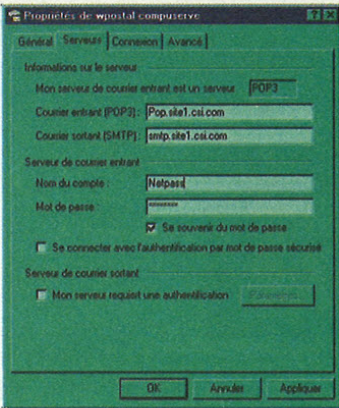 Propriétés de wpostal compuserve
Général Serveurs Connexion Avancé
Informations sur le serveur
Mon serveur de courrier entrant est un serveur POP3
Courrier entrant (POP3) : Pop.site1.csi.com
Courrier sortant (SMTP) : smtp.site1.csi.com
Serveur de courrier entrant
Nom du compte : Netpass
Mot de passe : ********
Se souvenir du mot de passe
Se connecter avec l'authentification par mot de passe sécurisé
Serveur de courrier sortant
Mon serveur requiert une authentification Paramètres...
OK Annuler Appliquer